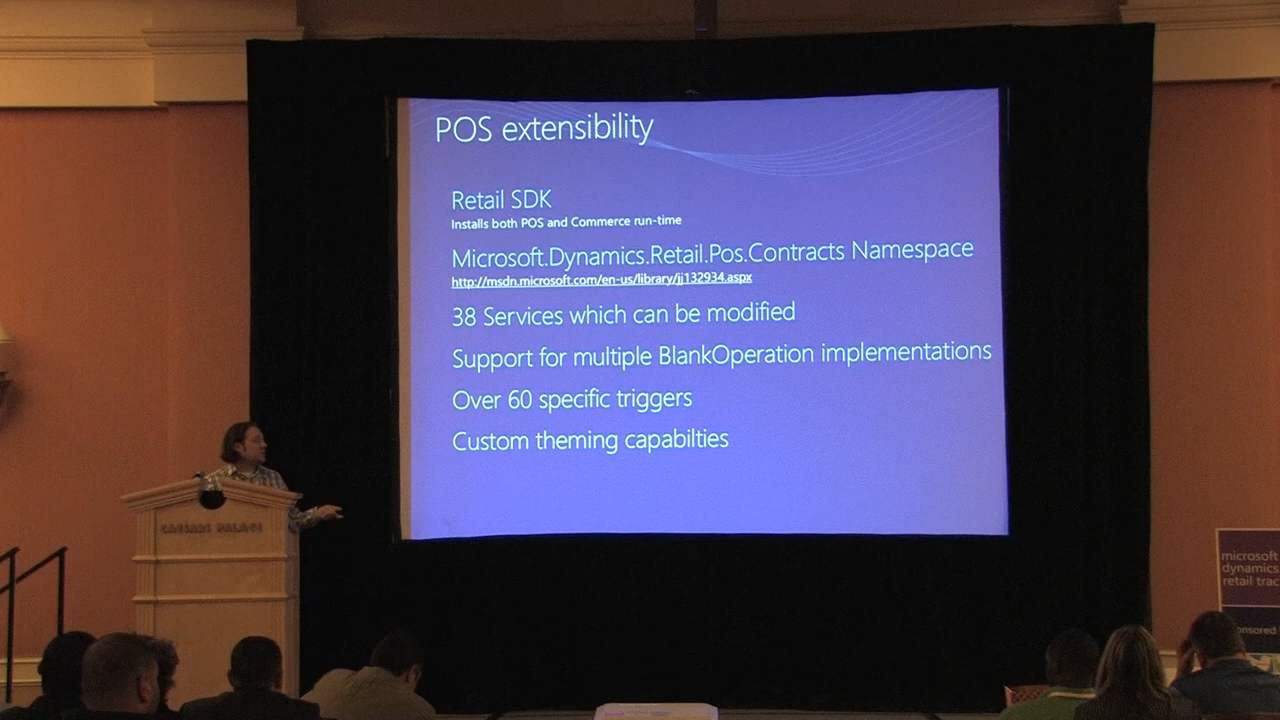 POS extensibility
Retail SDK
Installs both POS and Commerce run-time
Microsoft.Dynamics.Retail.Pos.Contracts Namespace
http://msdn.microsoft.com/en-us/library/jj132934.aspx
38 Services which can be modified
Support for multiple BlankOperation implementations
Over 60 specific triggers
Custom theming capabilties
CAESARS PALACE
microsoft
dynamics
retail trac
onsored